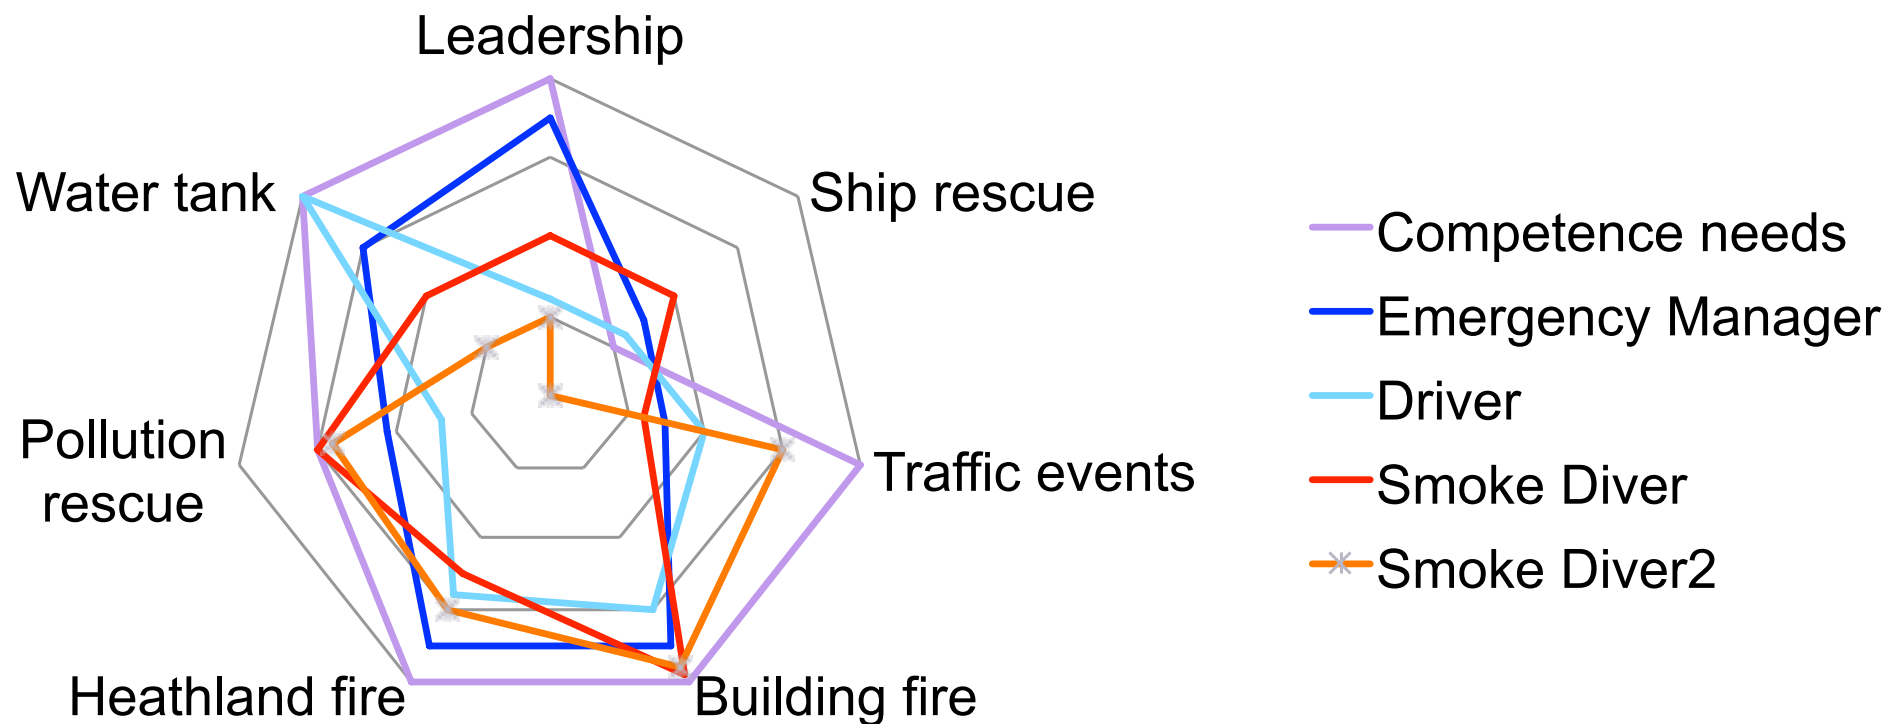 Leadership
Water tank
Ship rescue
Pollution
rescue
Traffic events
Heathland fire
Building fire
Competence needs
Emergency Manager
Driver
Smoke Diver
Smoke Diver2